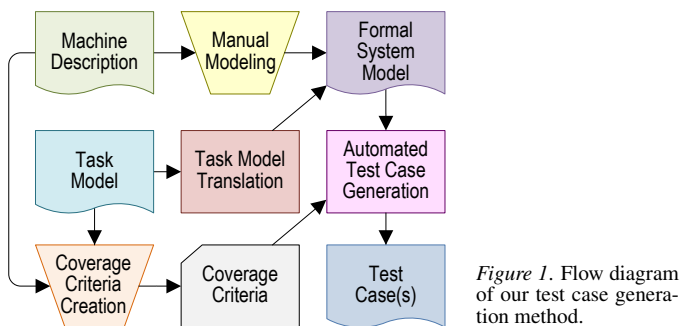 Machine
Description
Manual
Modeling
Formal
System
Model
Task
Model
Task Model
Translation
Automated
Test Case
Generation
Coverage
Criteria
Creation
Coverage
Criteria
Test
Case(s)
Figure 1. Flow diagram
of our test case genera-
tion method.